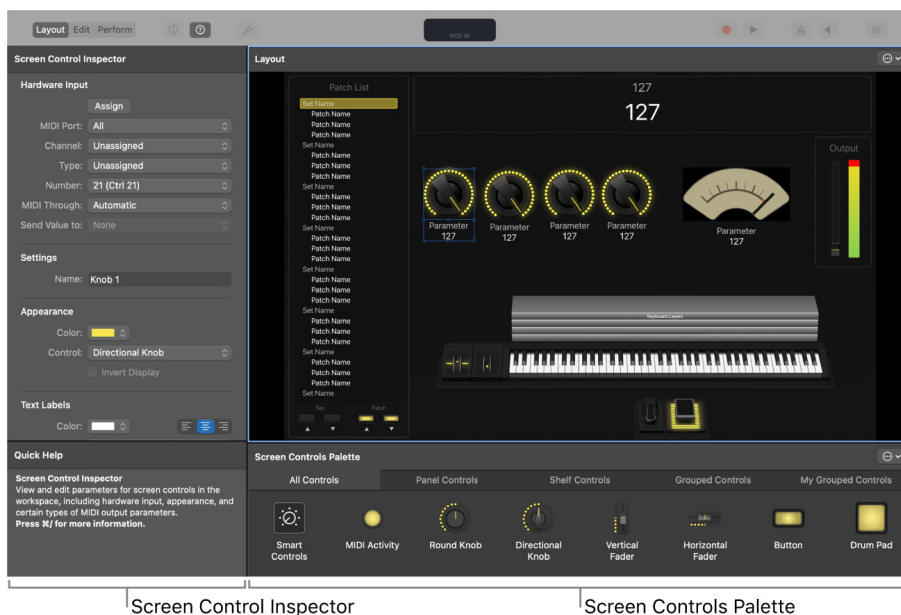 Layout Edit Perform
MIDI IN
Screen Control Inspector
Hardware Input
Assign
MIDI Port: All
Channel: Unassigned
Type: Unassigned
Number: 21 (Ctrl 21)
MIDI Through: Automatic
Send Value to: None
Settings
Name: Knob 1
Appearance
Color:
Control: Directional Knob
Invert Display
Text Labels
Color:
Quick Help
Screen Control Inspector
View and edit parameters for screen controls in the
workspace, including hardware input, appearance, and
certain types of MIDI output parameters.
Press ⌘/ for more information.
Layout
Patch List
Set Name
Patch Name
Patch Name
Patch Name
Set Name
Patch Name
Patch Name
Patch Name
Set Name
Patch Name
Patch Name
Patch Name
Set Name
Patch Name
Patch Name
Patch Name
Set Name
Patch Name
Patch Name
Patch Name
Set Name
Patch Name
Patch Name
Patch Name
Set Name
Patch Name
Patch Name
Patch Name
Set Name
Set Patch
127
127
Output
Parameter
127
Parameter
127
Parameter
127
Parameter
127
Parameter
127
Keyboard Layers
Screen Controls Palette
All Controls Panel Controls Shelf Controls Grouped Controls My Grouped Controls
Smart
Controls
MIDI Activity
Round Knob
Directional
Knob
Vertical
Fader
Horizontal
Fader
Button
Drum Pad
Screen Control Inspector
Screen Controls Palette